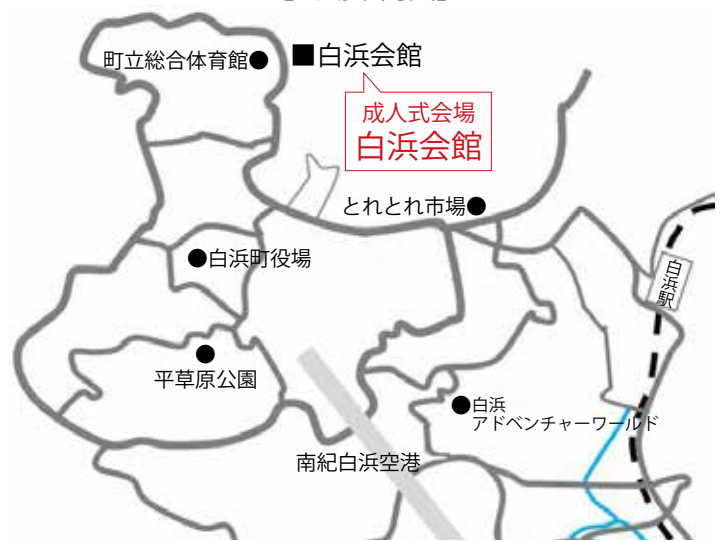 町立総合体育館●
■白浜会館
成人式会場
白浜会館
とれとれ市場●
●白浜町役場
白浜駅
平草原公園
●白浜
アドベンチャーワールド
南紀白浜空港